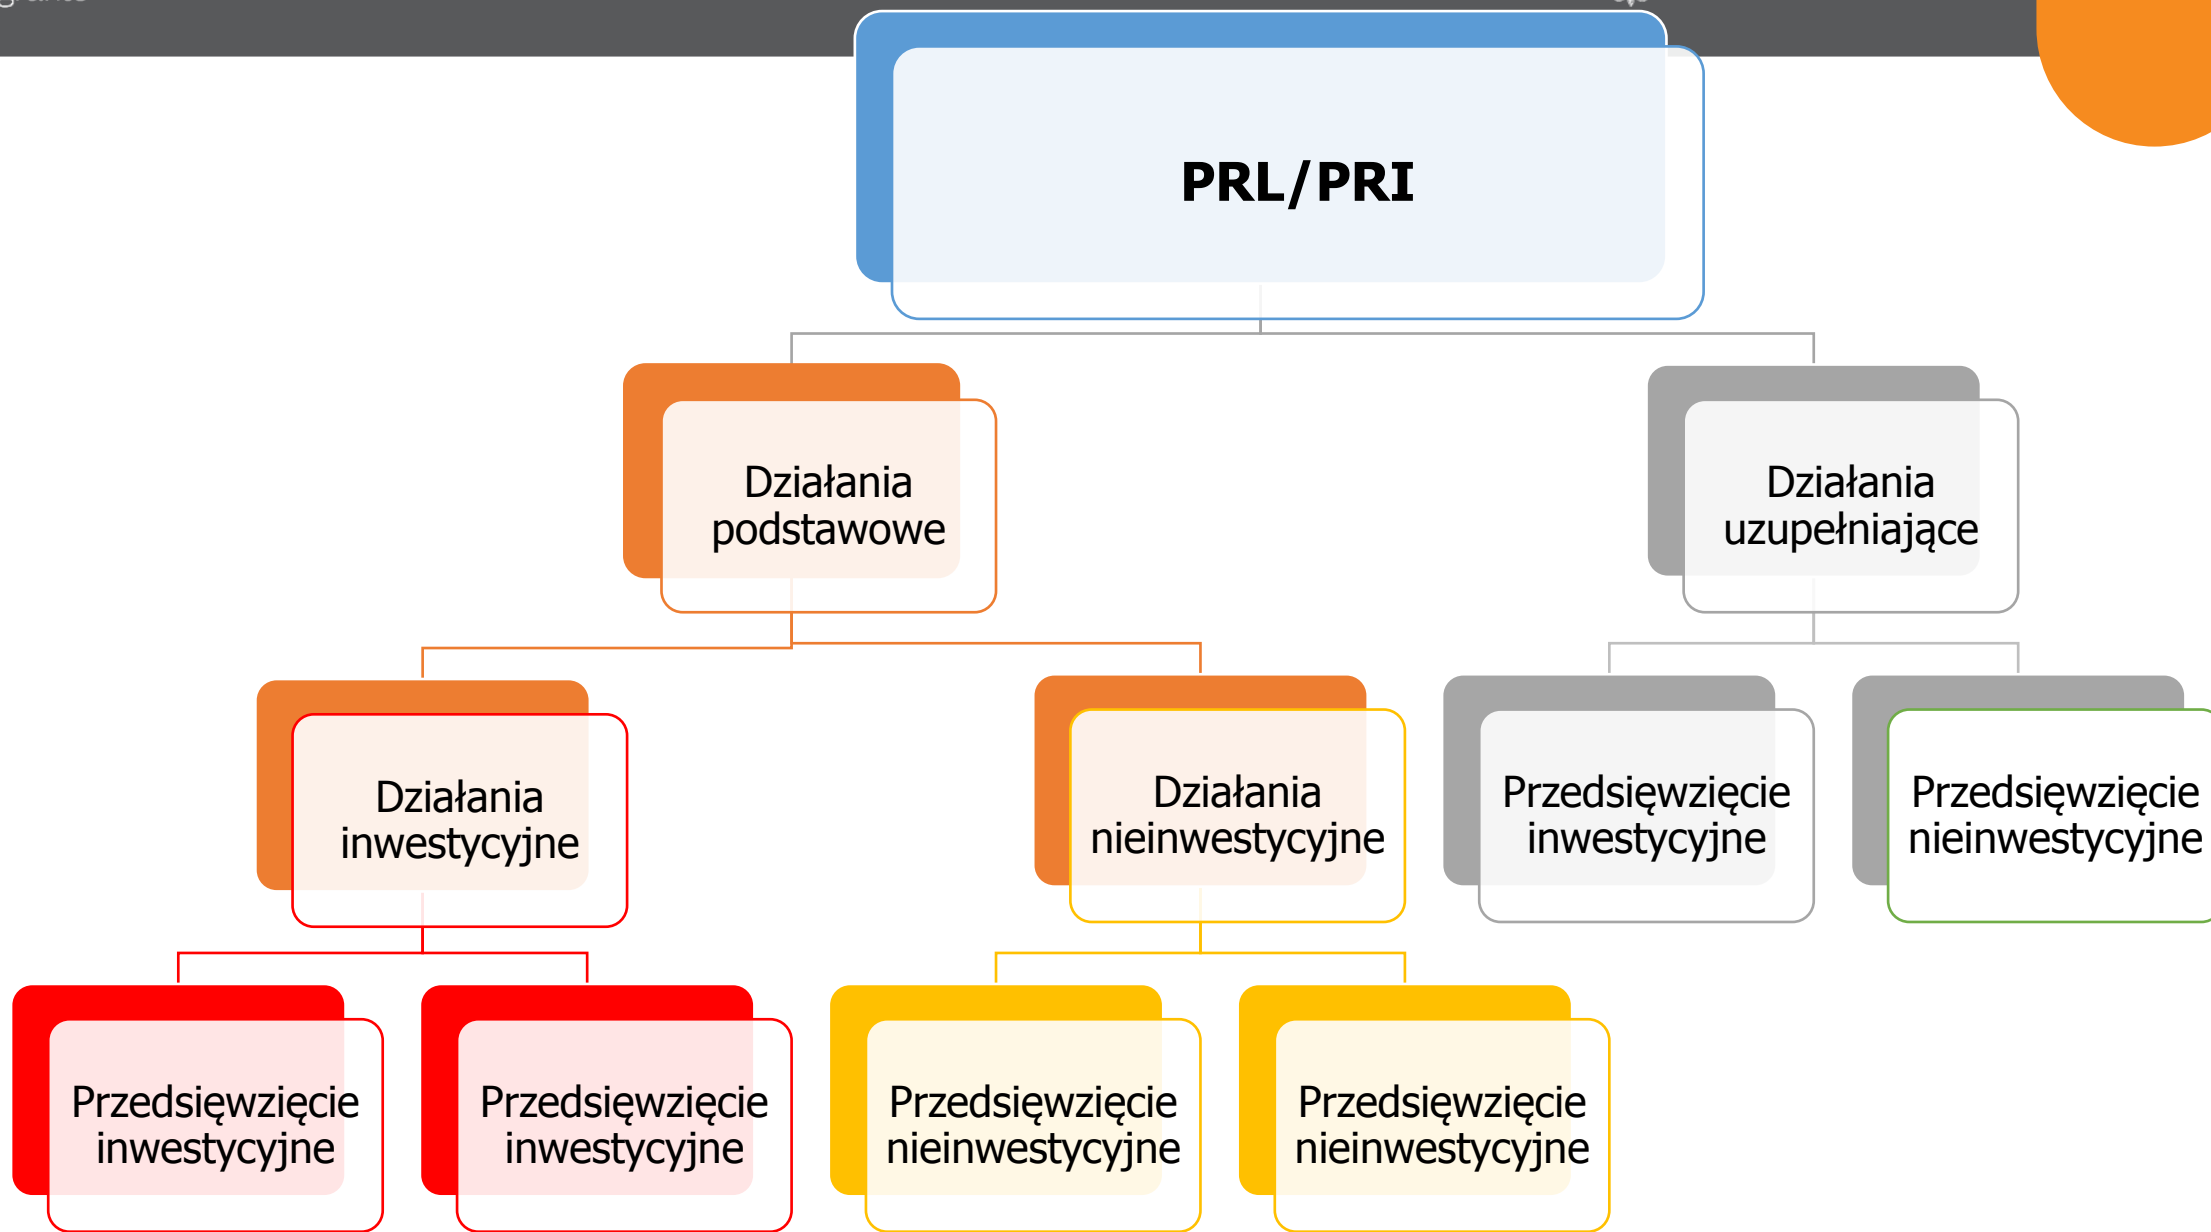 PRL/PRI
Działania
podstawowe
Działania
uzupełniające
Działania
inwestycyjne
Działania
nieinwestycyjne
Przedsięwzięcie
inwestycyjne
Przedsięwzięcie
nieinwestycyjne
Przedsięwzięcie
inwestycyjne
Przedsięwzięcie
inwestycyjne
Przedsięwzięcie
nieinwestycyjne
Przedsięwzięcie
nieinwestycyjne